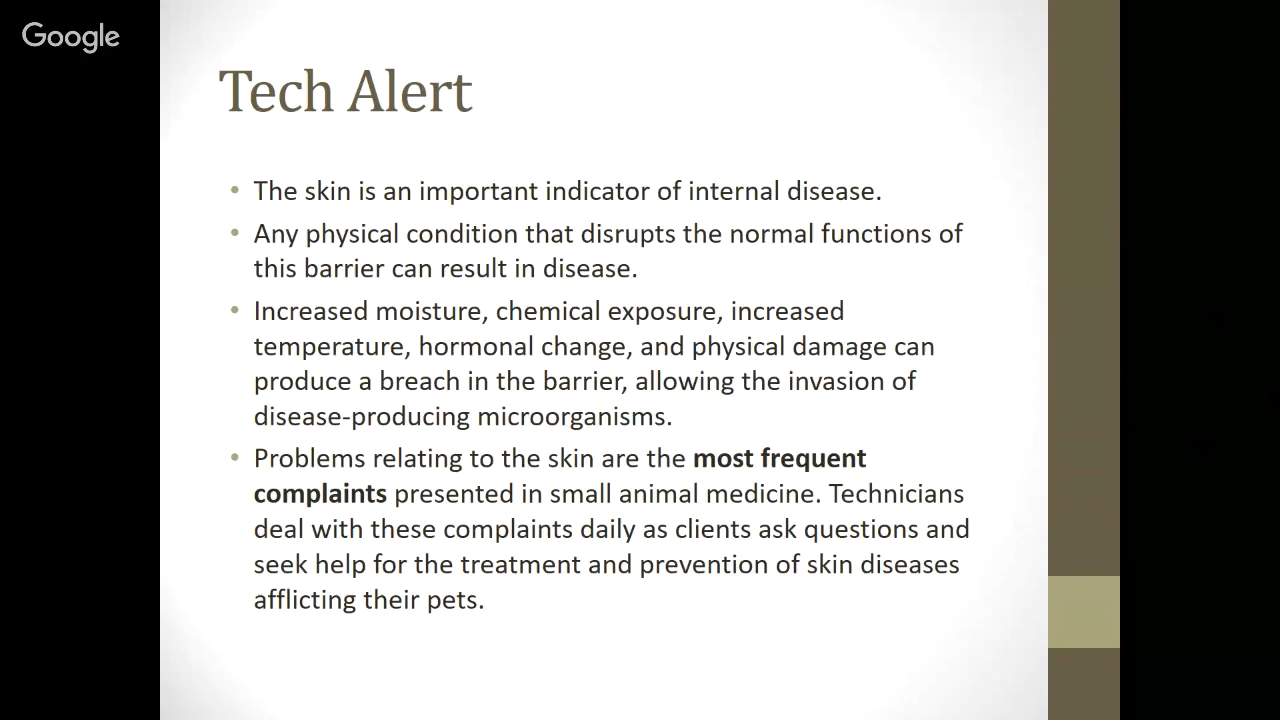 Google
Tech Alert
• The skin is an important indicator of internal disease.
• Any physical condition that disrupts the normal functions of
this barrier can result in disease.
• Increased moisture, chemical exposure, increased
temperature, hormonal change, and physical damage can
produce a breach in the barrier, allowing the invasion of
disease-producing microorganisms.
• Problems relating to the skin are the most frequent
complaints presented in small animal medicine. Technicians
deal with these complaints daily as clients ask questions and
seek help for the treatment and prevention of skin diseases
afflicting their pets.